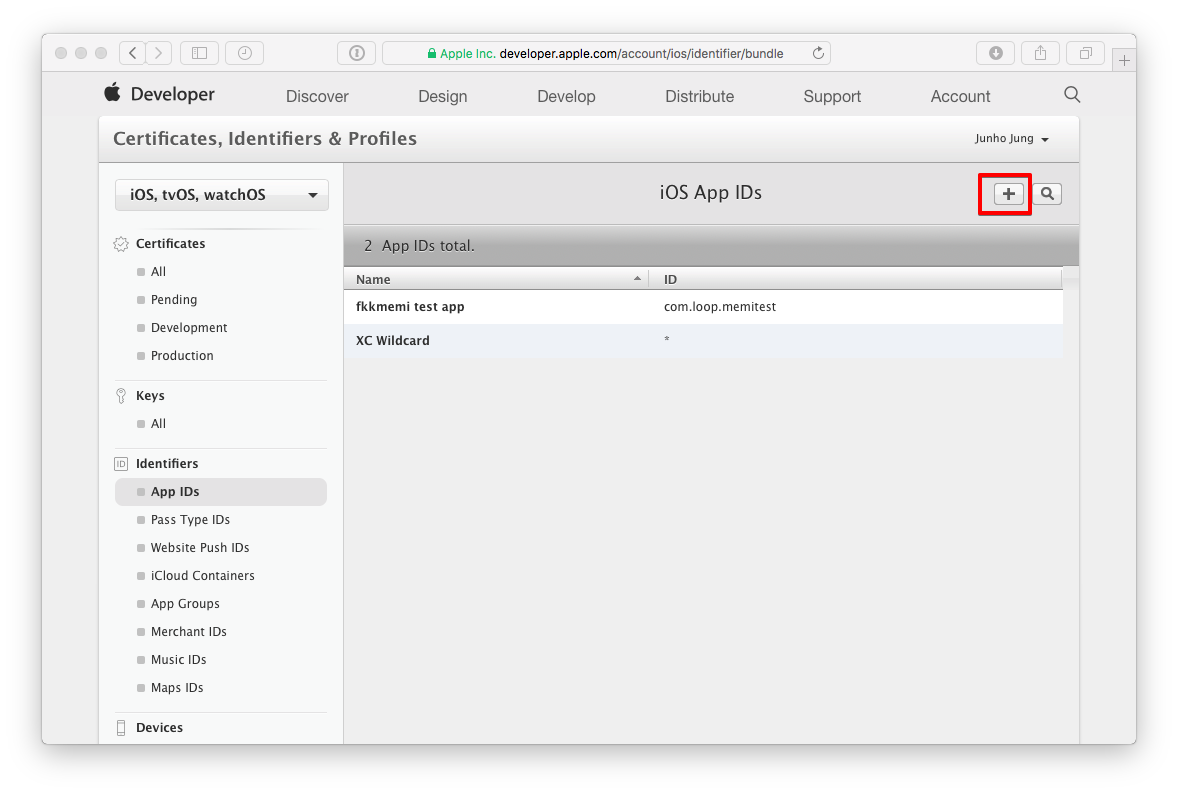 Apple Inc. developer.apple.com/account/ios/identifier/bundle
Developer
Discover
Design
Develop
Distribute
Support
Account
Certificates, Identifiers & Profiles
Junho Jung
iOS, tvOS, watchOS
Certificates
All
Pending
Development
Production
Keys
All
ID Identifiers
App IDs
Pass Type IDs
Website Push IDs
iCloud Containers
App Groups
Merchant IDs
Music IDs
Maps IDs
Devices
iOS App IDs
2 App IDs total.
Name ID
fkkmemi test app com.loop.memitest
XC Wildcard *